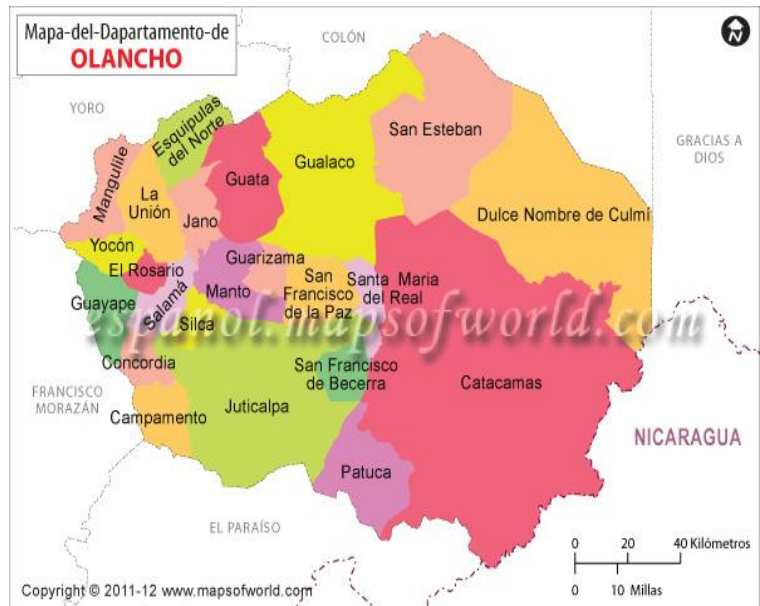 Mapa-del-Dapartamento-de
OLANCHO
N
COLÓN
YORO
GRACIAS A
DIOS
Esquipulas
del Norte
San Esteban
Gualaco
Mangulile
Guata
La
Unión
Jano
Dulce Nombre de Culmí
Yocón
Guarizama
El Rosario
San
Francisco
de la Paz
Santa Maria
del Real
Guayape
Salamá
Manto
Silca
español.mapsofworld.com
Concordia
San Francisco
de Becerra
Catacamas
FRANCISCO
MORAZÁN
Campamento
Juticalpa
NICARAGUA
Patuca
EL PARAÍSO
0 20 40 Kilómetros
0 10 Millas
Copyright © 2011-12 www.mapsofworld.com